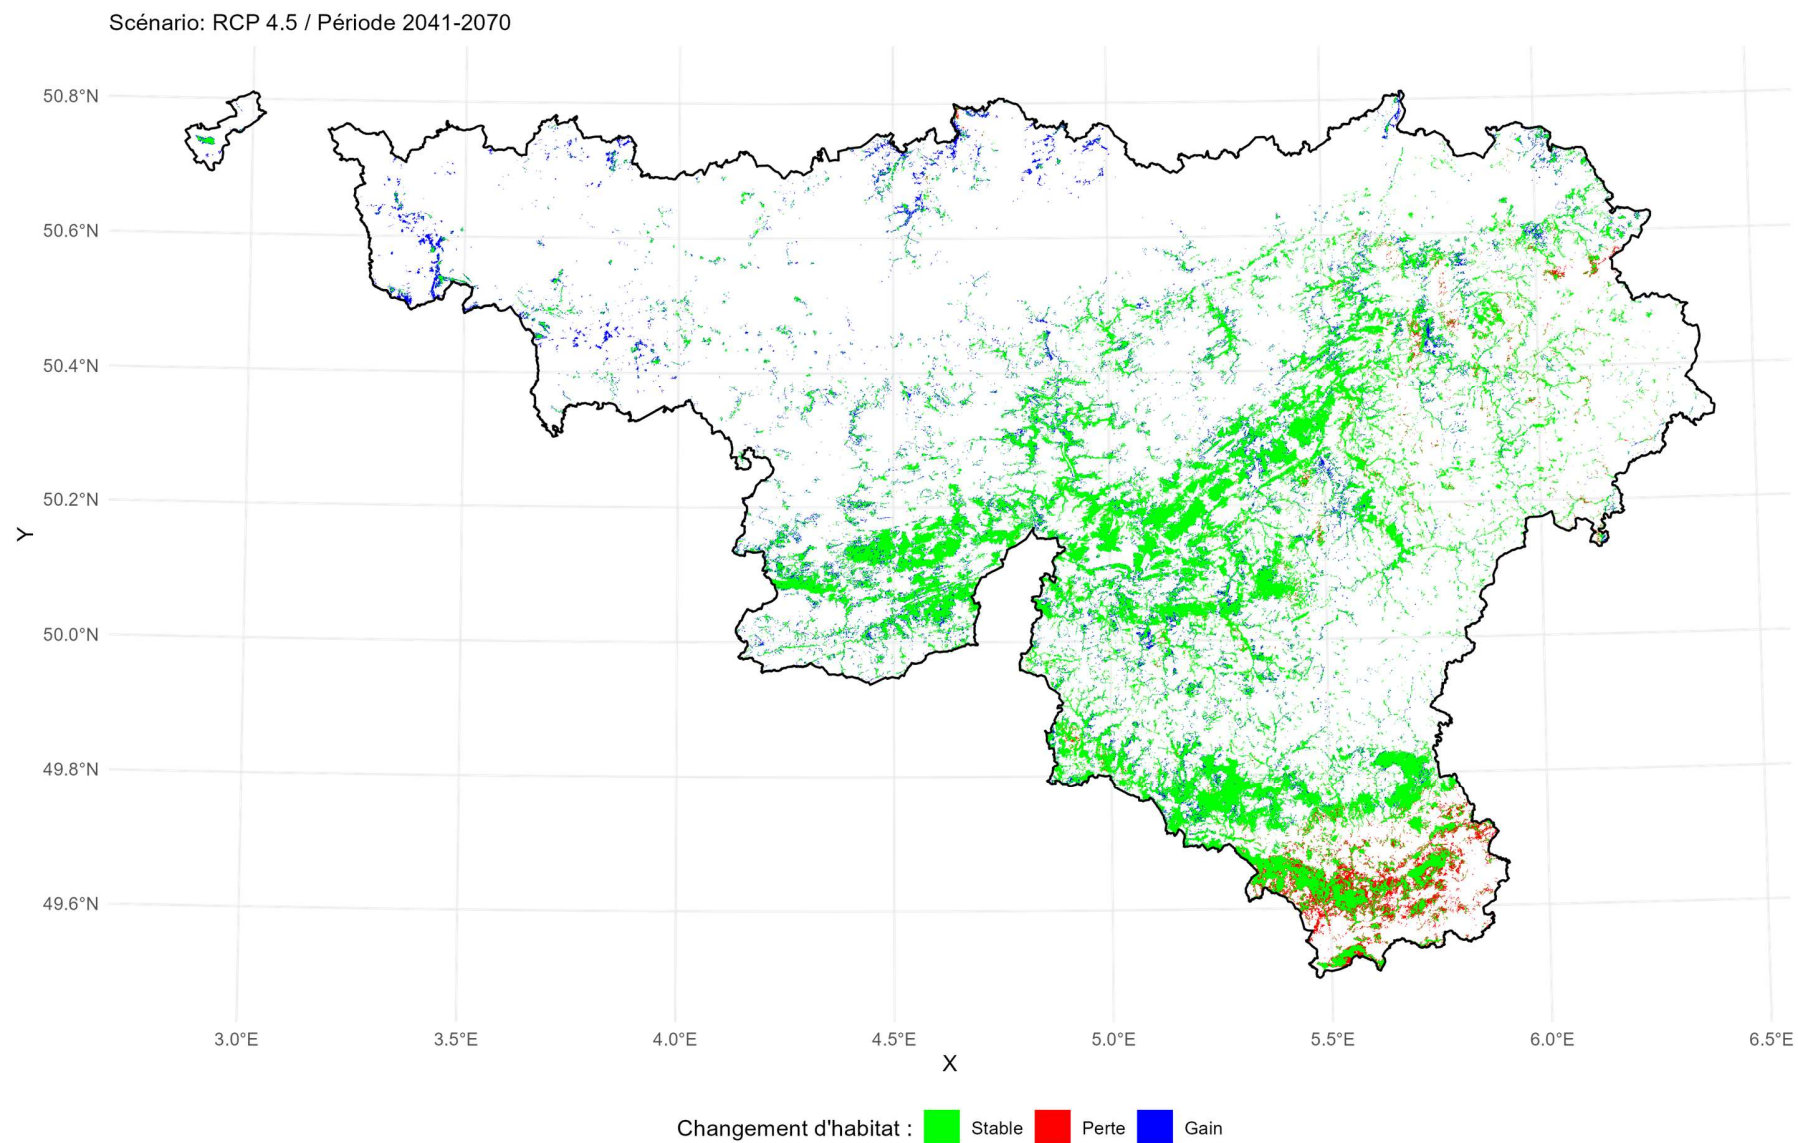 Scénario: RCP 4.5 / Période 2041-2070
50.8°N
50.6°N
50.4°N
50.2°N
50.0°N
49.8°N
49.6°N
Y
3.0°E 3.5°E 4.0°E 4.5°E 5.0°E 5.5°E 6.0°E 6.5°E
X
Changement d'habitat : Stable Perte Gain